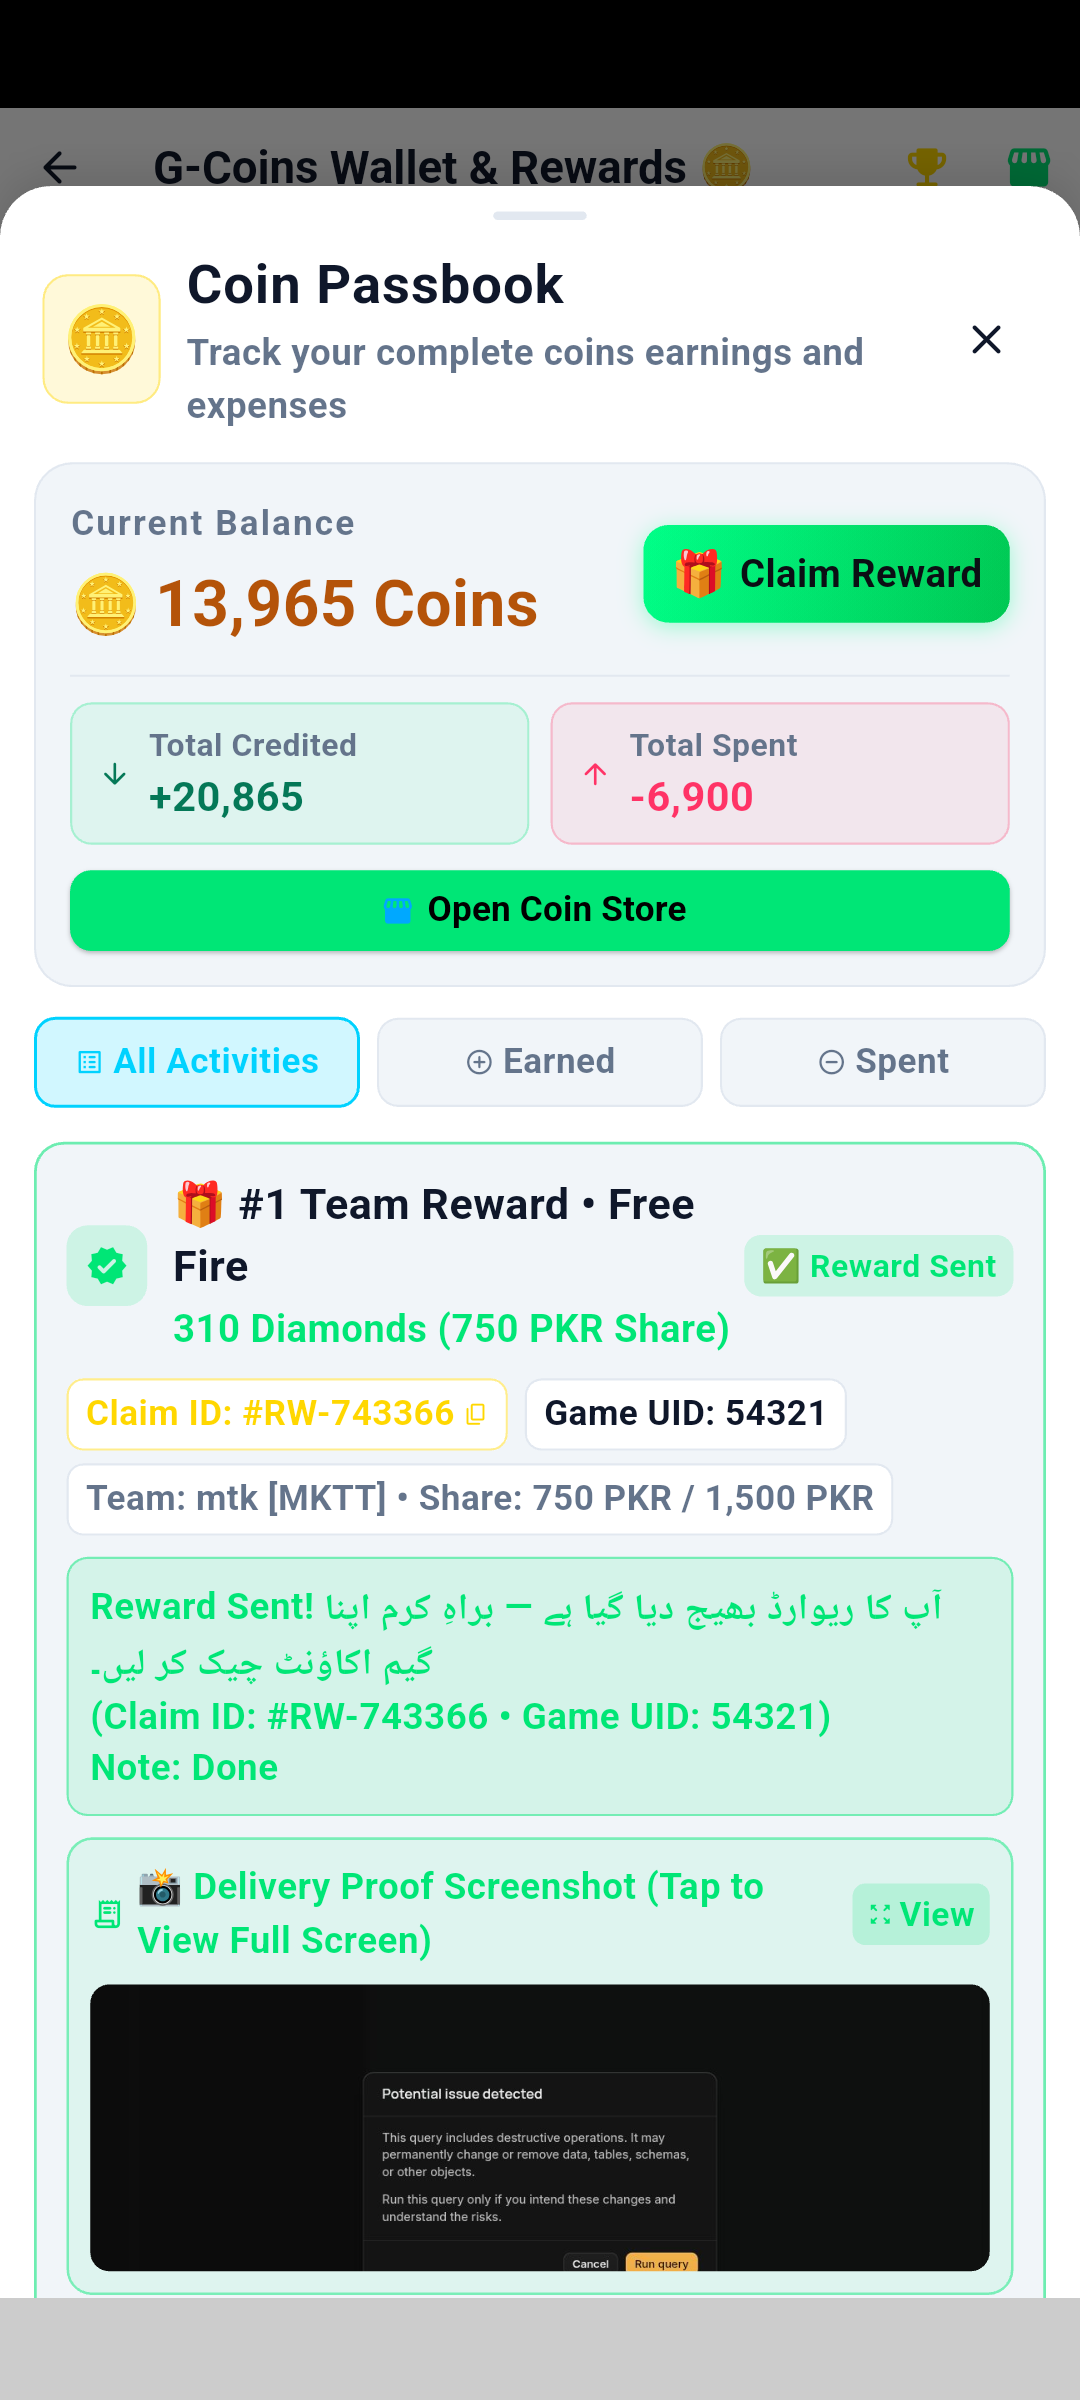 G-Coins Wallet & Rewards
Coin Passbook
Track your complete coins earnings and
expenses
Current Balance
13,965 Coins
Claim Reward
Total Credited
+20,865
Total Spent
-6,900
Open Coin Store
All Activities
Earned
Spent
#1 Team Reward • Free
Fire
310 Diamonds (750 PKR Share)
Reward Sent
Claim ID: #RW-743366
Game UID: 54321
Team: mtk [MKTT] • Share: 750 PKR / 1,500 PKR
Reward Sent! آپ کا ریوارڈ بھیج دیا گیا ہے — براہِ کرم اپنا
گیم اکاؤنٹ چیک کر لیں۔
(Claim ID: #RW-743366 • Game UID: 54321)
Note: Done
Delivery Proof Screenshot (Tap to
View Full Screen)
View
Potential issue detected
This query includes destructive operations. It may
permanently change or remove data, tables, schemas,
or other objects.
Run this query only if you intend these changes and
understand the risks.
Cancel
Run query